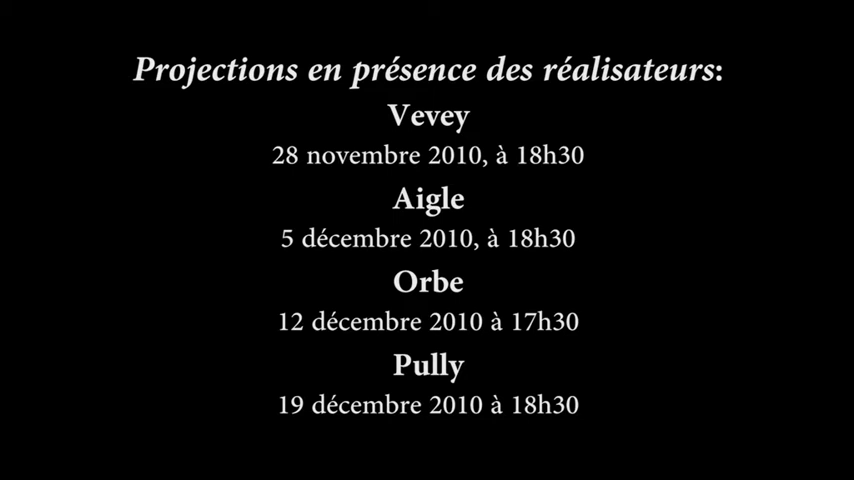 Projections en présence des réalisateurs:
Vevey
28 novembre 2010, à 18h30
Aigle
5 décembre 2010, à 18h30
Orbe
12 décembre 2010 à 17h30
Pully
19 décembre 2010 à 18h30